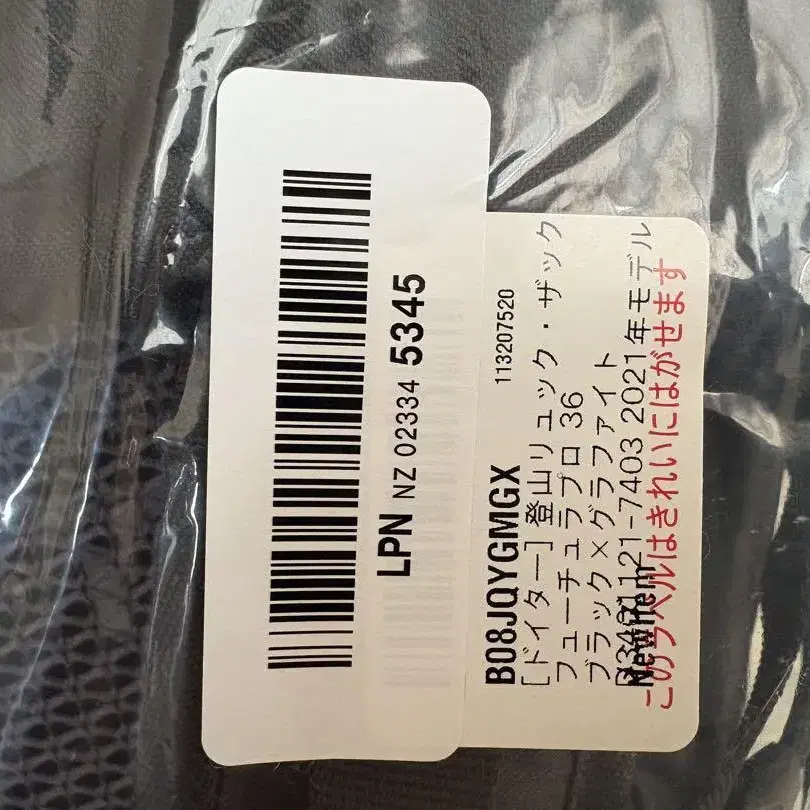 LPN NZ 02334 5345
113207520
B08JQYGMGX
[ドイター] 登山リュック・ザック
フューチュラプロ 36
ブラック×グラファイト
D3401121-7403 2021年モデル
New Item
このラベルはきれいにはがせます